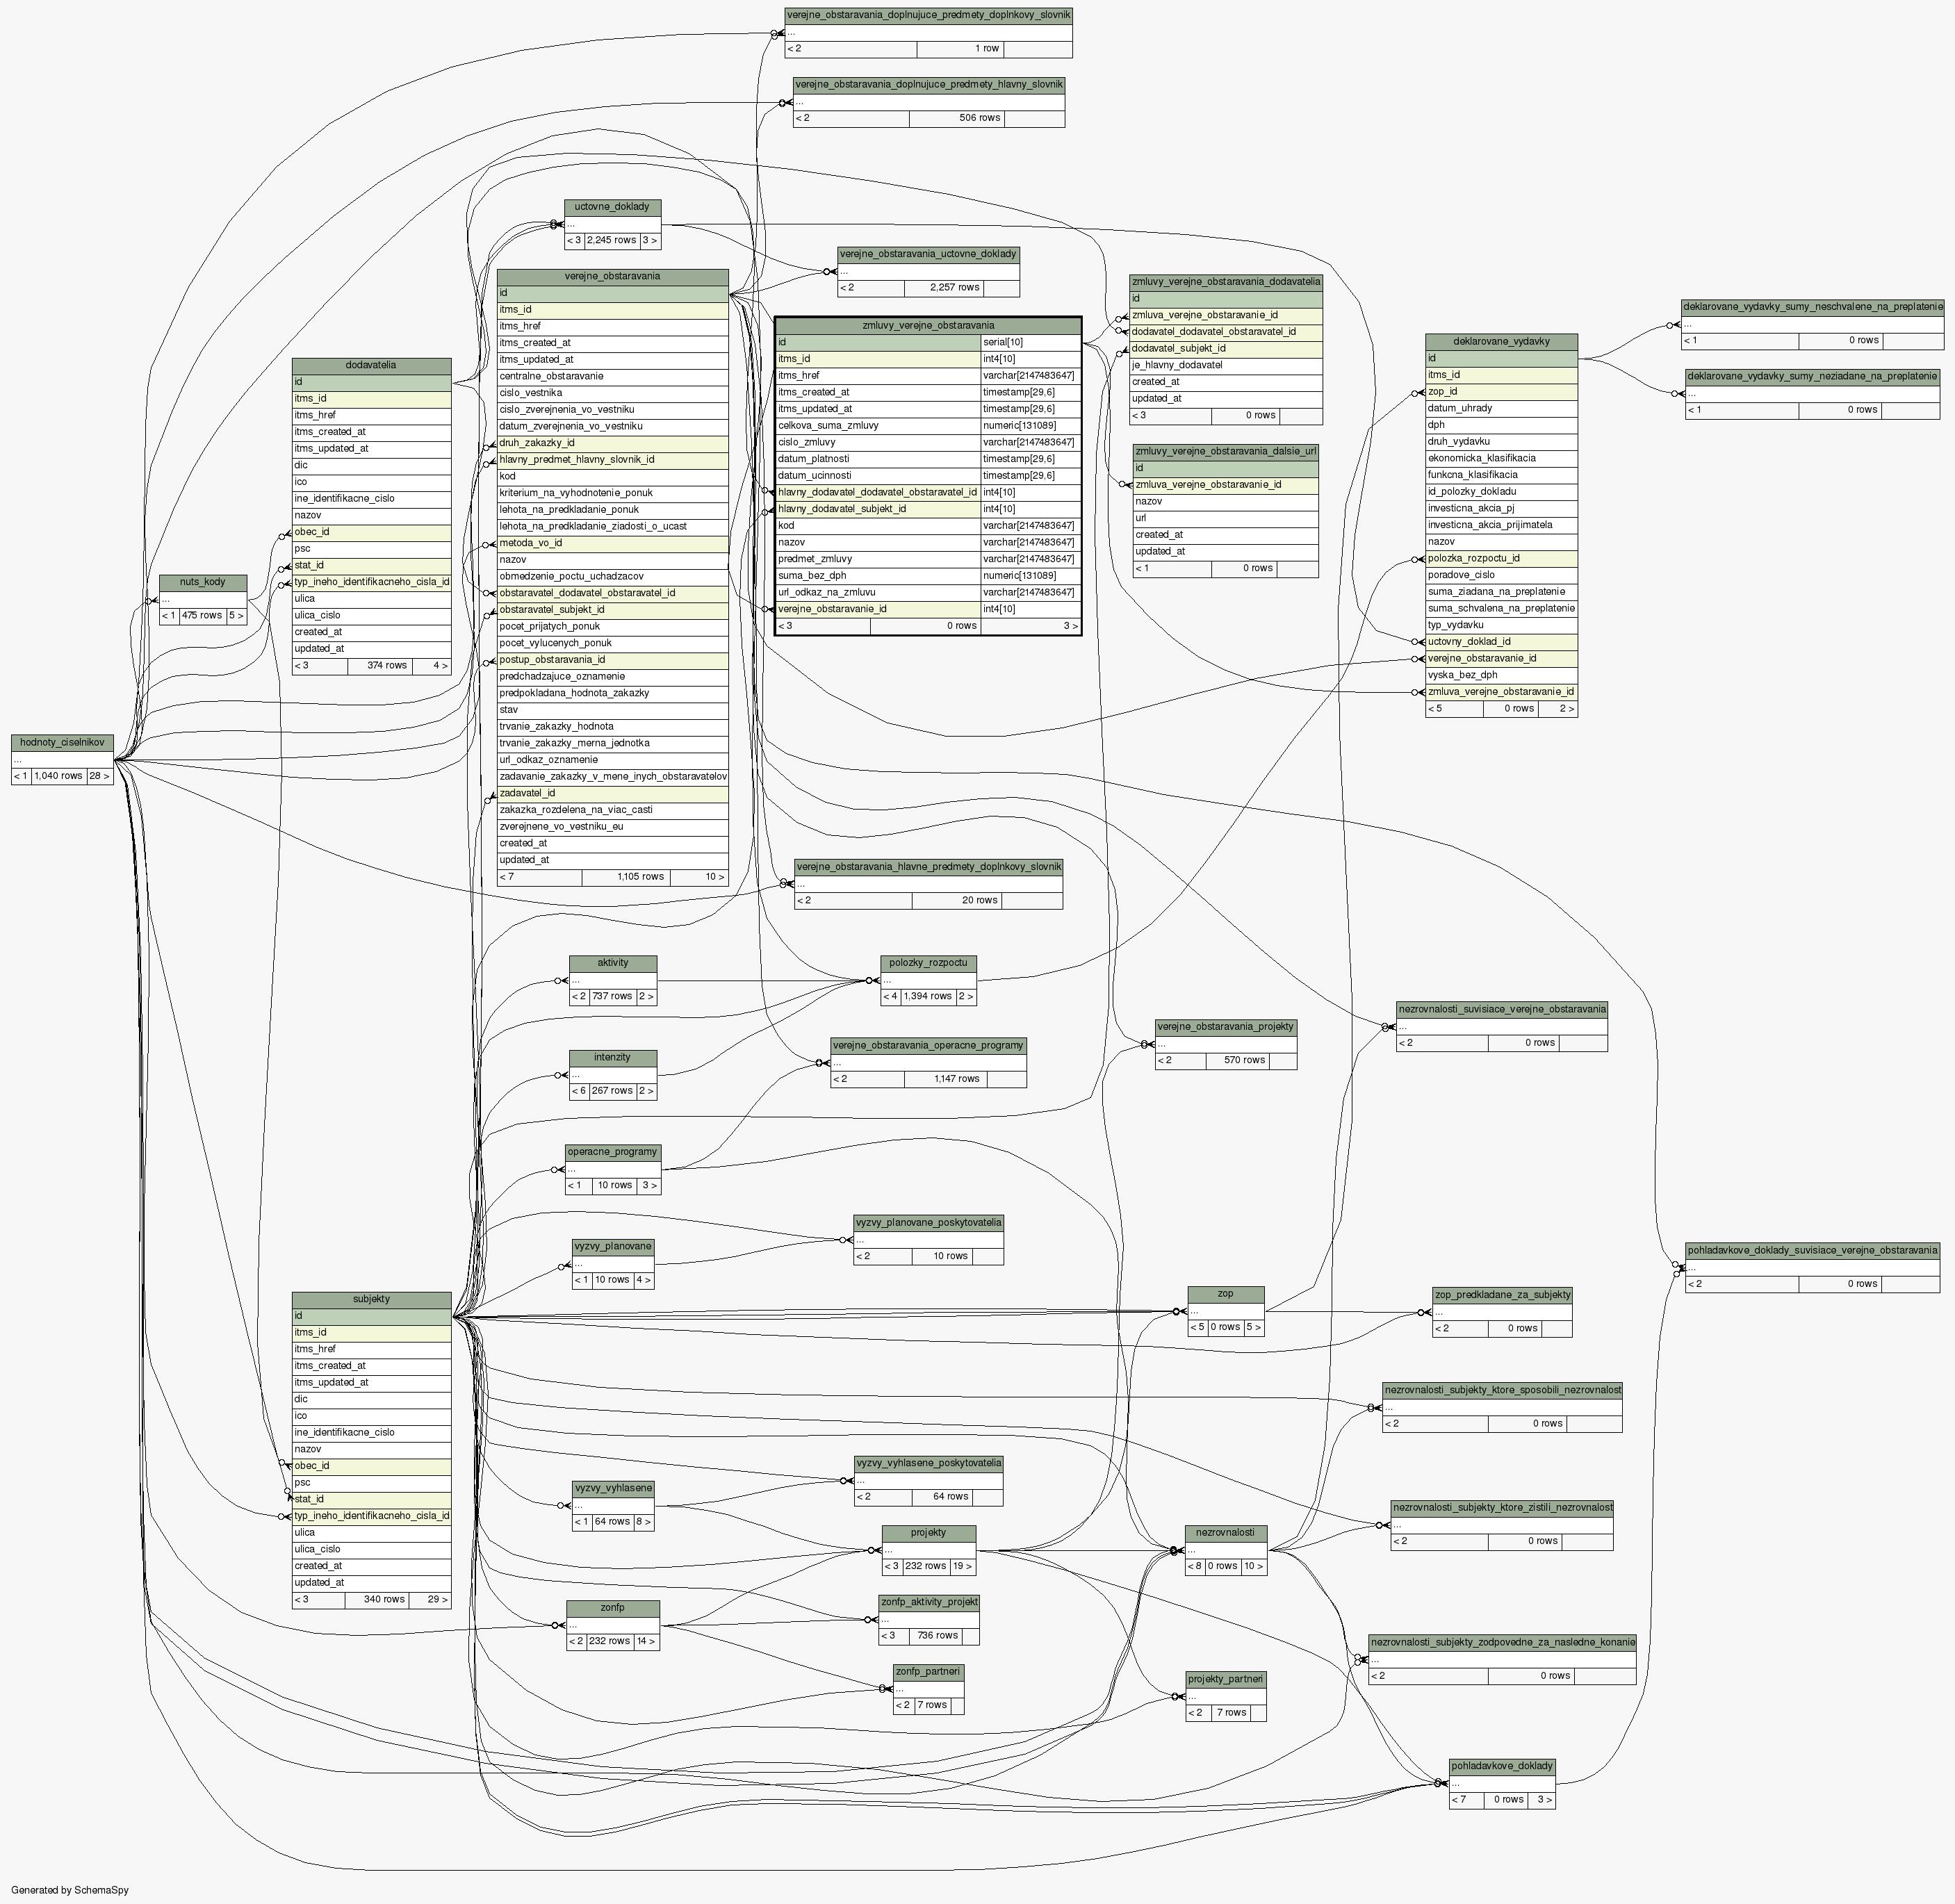 verejne_obstaravania_doplnujuce_predmety_doplnkovy_slovnik
...
< 2 1 row
verejne_obstaravania_doplnujuce_predmety_hlavny_slovnik
...
< 2 506 rows
uctovne_doklady
...
< 3 2,245 rows 3 >
verejne_obstaravania_uctovne_doklady
...
< 2 2,257 rows
verejne_obstaravania
id
itms_id
itms_href
itms_created_at
itms_updated_at
centralne_obstaravanie
cislo_vestnika
cislo_zverejnenia_vo_vestniku
datum_zverejnenia_vo_vestniku
druh_zakazky_id
hlavny_predmet_hlavny_slovnik_id
kod
kriterium_na_vyhodnotenie_ponuk
lehota_na_predkladanie_ponuk
lehota_na_predkladanie_ziadosti_o_ucast
metoda_vo_id
nazov
obmedzenie_poctu_uchadzacov
obstaravatel_dodavatel_obstaravatel_id
obstaravatel_subjekt_id
pocet_prijatych_ponuk
pocet_vylucenych_ponuk
postup_obstaravania_id
predchadzajuce_oznamenie
predpokladana_hodnota_zakazky
stav
trvanie_zakazky_hodnota
trvanie_zakazky_merna_jednotka
url_odkaz_oznamenie
zadavanie_zakazky_v_mene_inych_obstaravatelov
zadavatel_id
zakazka_rozdelena_na_viac_casti
zverejnene_vo_vestniku_eu
created_at
updated_at
< 7 1,105 rows 10 >
zmluvy_verejne_obstaravania
id serial[10]
itms_id int4[10]
itms_href varchar[2147483647]
itms_created_at timestamp[29,6]
itms_updated_at timestamp[29,6]
celkova_suma_zmluvy numeric[131089]
cislo_zmluvy varchar[2147483647]
datum_platnosti timestamp[29,6]
datum_ucinnosti timestamp[29,6]
hlavny_dodavatel_dodavatel_obstaravatel_id int4[10]
hlavny_dodavatel_subjekt_id int4[10]
kod varchar[2147483647]
nazov varchar[2147483647]
predmet_zmluvy varchar[2147483647]
suma_bez_dph numeric[131089]
url_odkaz_na_zmluvu varchar[2147483647]
verejne_obstaravanie_id int4[10]
< 3 0 rows 3 >
zmluvy_verejne_obstaravania_dodavatelia
id
zmluva_verejne_obstaravanie_id
dodavatel_dodavatel_obstaravatel_id
dodavatel_subjekt_id
je_hlavny_dodavatel
created_at
updated_at
< 3 0 rows
zmluvy_verejne_obstaravania_dalsie_url
id
zmluva_verejne_obstaravanie_id
nazov
url
created_at
updated_at
< 1 0 rows
deklarovane_vydavky
id
itms_id
zop_id
datum_uhrady
dph
druh_vydavku
ekonomicka_klasifikacia
funkcna_klasifikacia
id_polozky_dokladu
investicna_akcia_pj
investicna_akcia_prijimatela
nazov
polozka_rozpoctu_id
poradove_cislo
suma_ziadana_na_preplatenie
suma_schvalena_na_preplatenie
typ_vydavku
uctovny_doklad_id
verejne_obstaravanie_id
vyska_bez_dph
zmluva_verejne_obstaravanie_id
< 5 0 rows 2 >
deklarovane_vydavky_sumy_neschvalene_na_preplatenie
...
< 1 0 rows
deklarovane_vydavky_sumy_neziadane_na_preplatenie
...
< 1 0 rows
dodavatelia
id
itms_id
itms_href
itms_created_at
itms_updated_at
dic
ico
ine_identifikacne_cislo
nazov
obec_id
psc
stat_id
typ_ineho_identifikacneho_cisla_id
ulica
ulica_cislo
created_at
updated_at
< 3 374 rows 4 >
nuts_kody
...
< 1 475 rows 5 >
hodnoty_ciselnikov
...
< 1 1,040 rows 28 >
verejne_obstaravania_hlavne_predmety_doplnkovy_slovnik
...
< 2 20 rows
aktivity
...
< 2 737 rows 2 >
polozky_rozpoctu
...
< 4 1,394 rows 2 >
intenzity
...
< 6 267 rows 2 >
verejne_obstaravania_operacne_programy
...
< 2 1,147 rows
verejne_obstaravania_projekty
...
< 2 570 rows
nezrovnalosti_suvisiace_verejne_obstaravania
...
< 2 0 rows
operacne_programy
...
< 1 10 rows 3 >
vyzvy_planovane_poskytovatelia
...
< 2 10 rows
vyzvy_planovane
...
< 1 10 rows 4 >
pohladavkove_doklady_suvisiace_verejne_obstaravania
...
< 2 0 rows
zop
...
< 5 0 rows 5 >
zop_predkladane_za_subjekty
...
< 2 0 rows
subjekty
id
itms_id
itms_href
itms_created_at
itms_updated_at
dic
ico
ine_identifikacne_cislo
nazov
obec_id
psc
stat_id
typ_ineho_identifikacneho_cisla_id
ulica
ulica_cislo
created_at
updated_at
< 3 340 rows 29 >
nezrovnalosti_subjekty_ktore_sposobili_nezrovnalost
...
< 2 0 rows
vyzvy_vyhlasene_poskytovatelia
...
< 2 64 rows
vyzvy_vyhlasene
...
< 1 64 rows 8 >
nezrovnalosti_subjekty_ktore_zistili_nezrovnalost
...
< 2 0 rows
projekty
...
< 3 232 rows 19 >
nezrovnalosti
...
< 8 0 rows 10 >
zonfp
...
< 2 232 rows 14 >
zonfp_aktivity_projekt
...
< 3 736 rows
nezrovnalosti_subjekty_zodpovedne_za_nasledne_konanie
...
< 2 0 rows
zonfp_partneri
...
< 2 7 rows
projekty_partneri
...
< 2 7 rows
pohladavkove_doklady
...
< 7 0 rows 3 >
Generated by SchemaSpy